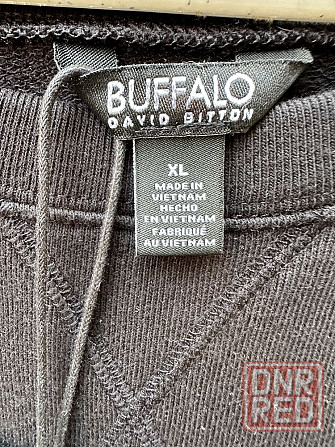 BUFFALO
DAVID BITTON
XL
MADE IN
VIETNAM
HECHO
EN VIETNAM
FABRIQUÉ
AU VIETNAM
DNR
RED